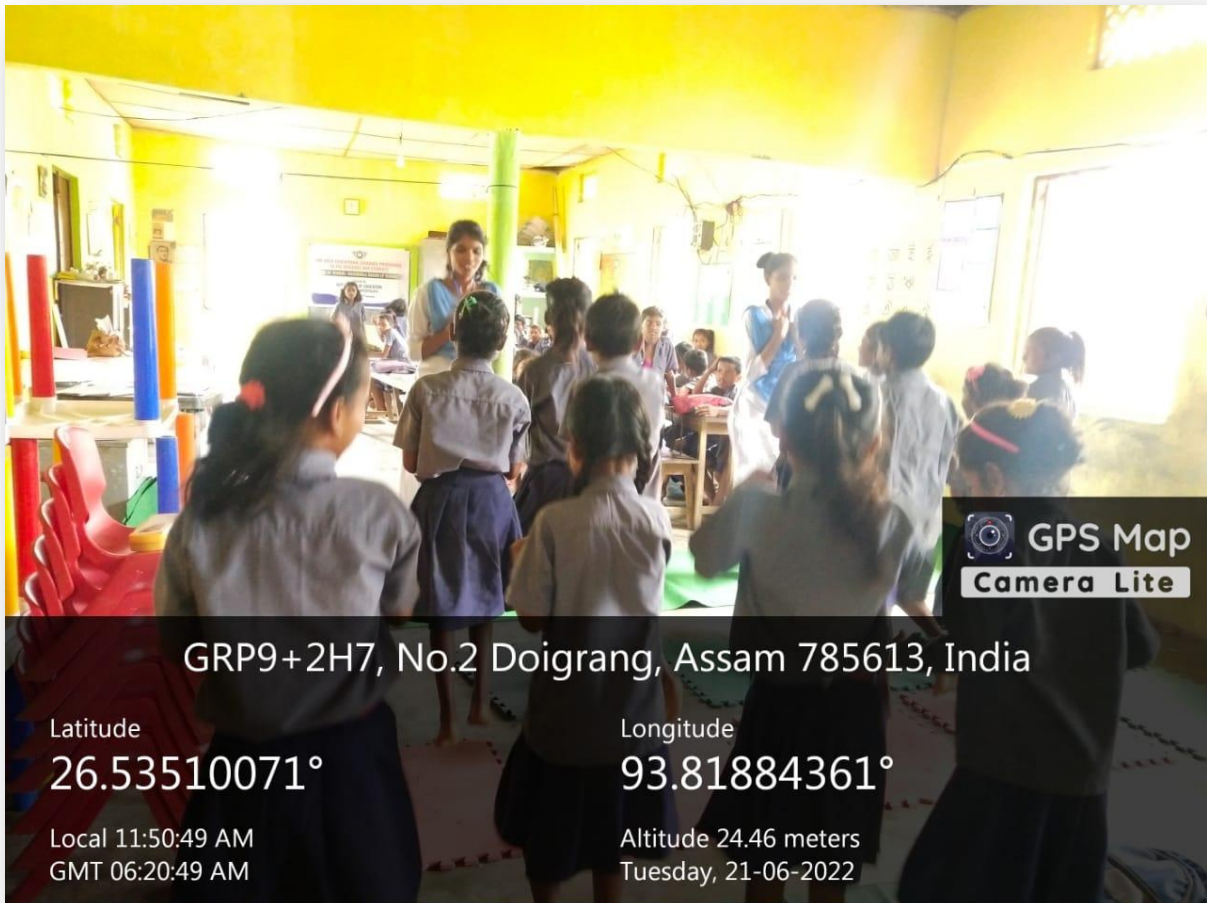 GPS Map
Camera Lite
GRP9+2H7, No.2 Doigrang, Assam 785613, India
Latitude
26.53510071°
Longitude
93.81884361°
Local 11:50:49 AM
GMT 06:20:49 AM
Altitude 24.46 meters
Tuesday, 21-06-2022